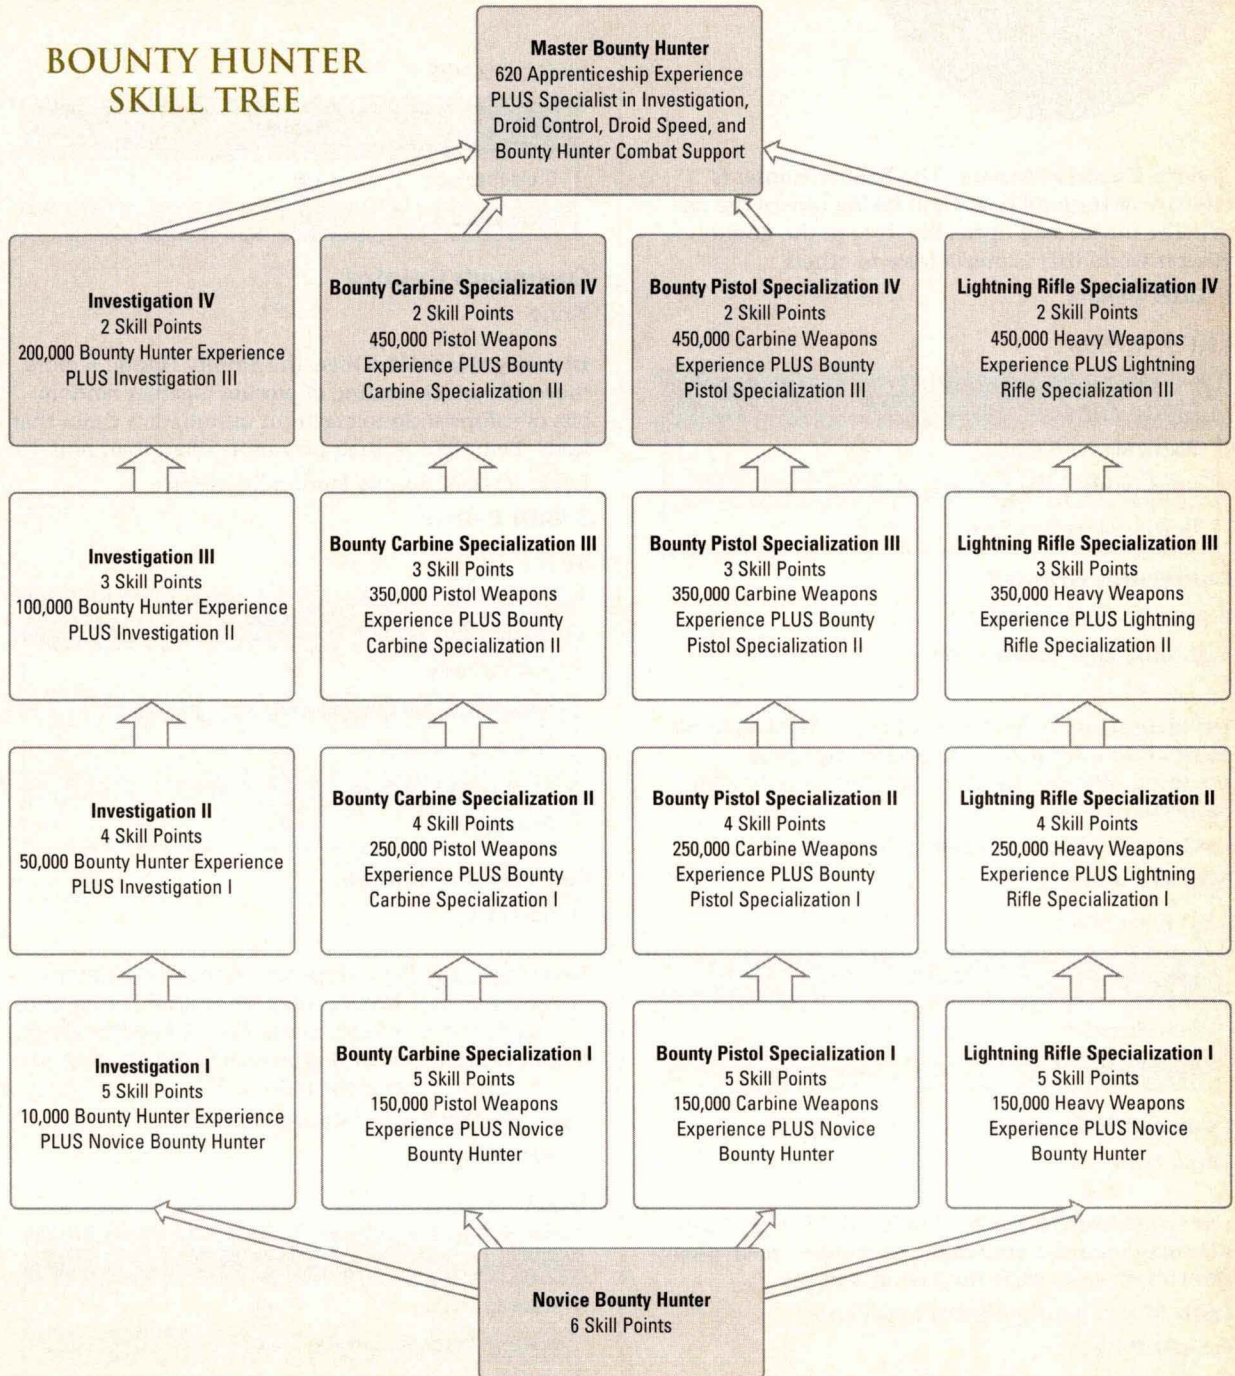 BOUNTY HUNTER
SKILL TREE
Master Bounty Hunter
620 Apprenticeship Experience
PLUS Specialist in Investigation,
Droid Control, Droid Speed, and
Bounty Hunter Combat Support
Investigation IV
2 Skill Points
200,000 Bounty Hunter Experience
PLUS Investigation III
Bounty Carbine Specialization IV
2 Skill Points
450,000 Pistol Weapons
Experience PLUS Bounty
Carbine Specialization III
Bounty Pistol Specialization IV
2 Skill Points
450,000 Carbine Weapons
Experience PLUS Bounty
Pistol Specialization III
Lightning Rifle Specialization IV
2 Skill Points
450,000 Heavy Weapons
Experience PLUS Lightning
Rifle Specialization III
Investigation III
3 Skill Points
100,000 Bounty Hunter Experience
PLUS Investigation II
Bounty Carbine Specialization III
3 Skill Points
350,000 Pistol Weapons
Experience PLUS Bounty
Carbine Specialization II
Bounty Pistol Specialization III
3 Skill Points
350,000 Carbine Weapons
Experience PLUS Bounty
Pistol Specialization II
Lightning Rifle Specialization III
3 Skill Points
350,000 Heavy Weapons
Experience PLUS Lightning
Rifle Specialization II
Investigation II
4 Skill Points
50,000 Bounty Hunter Experience
PLUS Investigation I
Bounty Carbine Specialization II
4 Skill Points
250,000 Pistol Weapons
Experience PLUS Bounty
Carbine Specialization I
Bounty Pistol Specialization II
4 Skill Points
250,000 Carbine Weapons
Experience PLUS Bounty
Pistol Specialization I
Lightning Rifle Specialization II
4 Skill Points
250,000 Heavy Weapons
Experience PLUS Lightning
Rifle Specialization I
Investigation I
5 Skill Points
10,000 Bounty Hunter Experience
PLUS Novice Bounty Hunter
Bounty Carbine Specialization I
5 Skill Points
150,000 Pistol Weapons
Experience PLUS Novice
Bounty Hunter
Bounty Pistol Specialization I
5 Skill Points
150,000 Carbine Weapons
Experience PLUS Novice
Bounty Hunter
Lightning Rifle Specialization I
5 Skill Points
150,000 Heavy Weapons
Experience PLUS Novice
Bounty Hunter
Novice Bounty Hunter
6 Skill Points